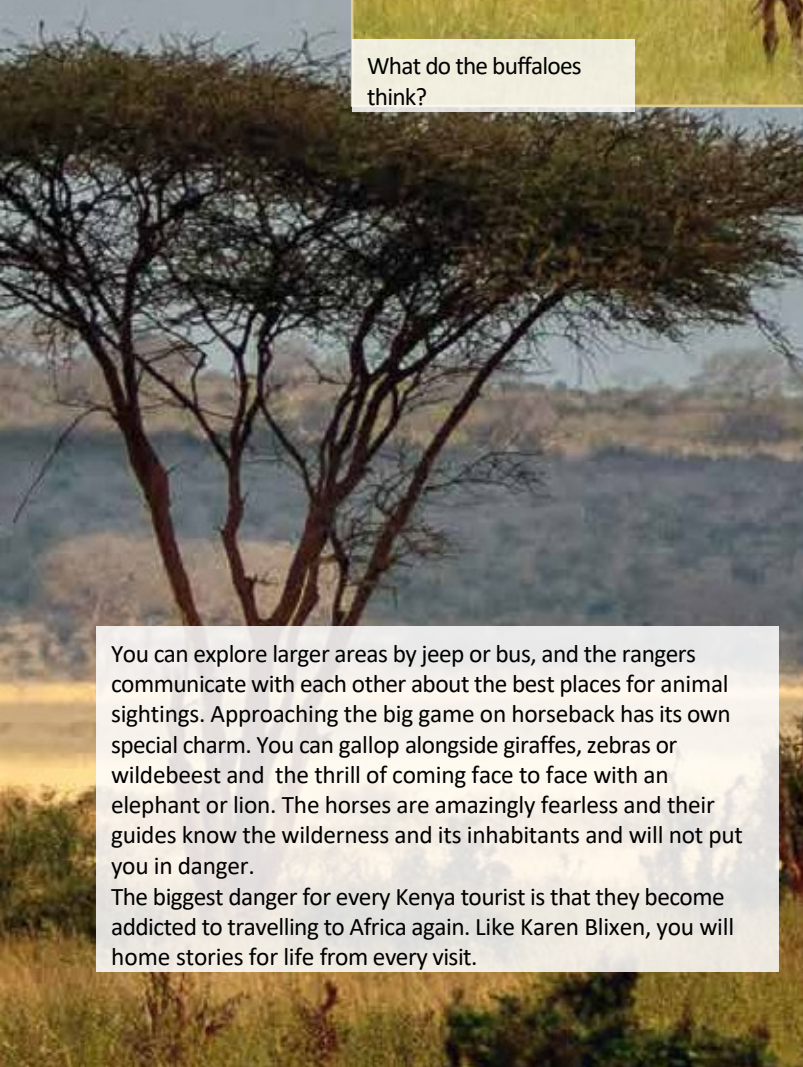 What do the buffaloes
think?
You can explore larger areas by jeep or bus, and the rangers
communicate with each other about the best places for animal
sightings. Approaching the big game on horseback has its own
special charm. You can gallop alongside giraffes, zebras or
wildebeest and  the thrill of coming face to face with an
elephant or lion. The horses are amazingly fearless and their
guides know the wilderness and its inhabitants and will not put
you in danger.
The biggest danger for every Kenya tourist is that they become
addicted to travelling to Africa again. Like Karen Blixen, you will
home stories for life from every visit.